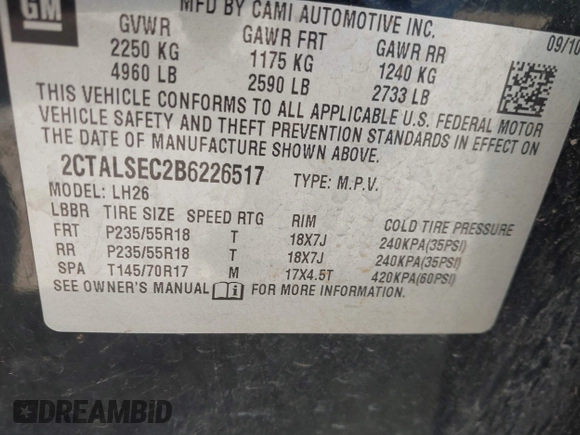 GM
MFD BY CAMI AUTOMOTIVE INC.
GVWR GAWR FRT GAWR RR 09/10
2250 KG 1175 KG 1240 KG
4960 LB 2590 LB 2733 LB
THIS VEHICLE CONFORMS TO ALL APPLICABLE U.S. FEDERAL MOTOR
VEHICLE SAFETY AND THEFT PREVENTION STANDARDS IN EFFECT ON
THE DATE OF MANUFACTURE SHOWN ABOVE.
2CTALSEC2B6226517 TYPE: M.P.V.
MODEL: LH26
LBBR TIRE SIZE SPEED RTG RIM COLD TIRE PRESSURE
FRT P235/55R18 T 18X7J 240KPA(35PSI)
RR P235/55R18 T 18X7J 240KPA(35PSI)
SPA T145/70R17 M 17X4.5T 420KPA(60PSI)
SEE OWNER'S MANUAL FOR MORE INFORMATION.
DREAMBID